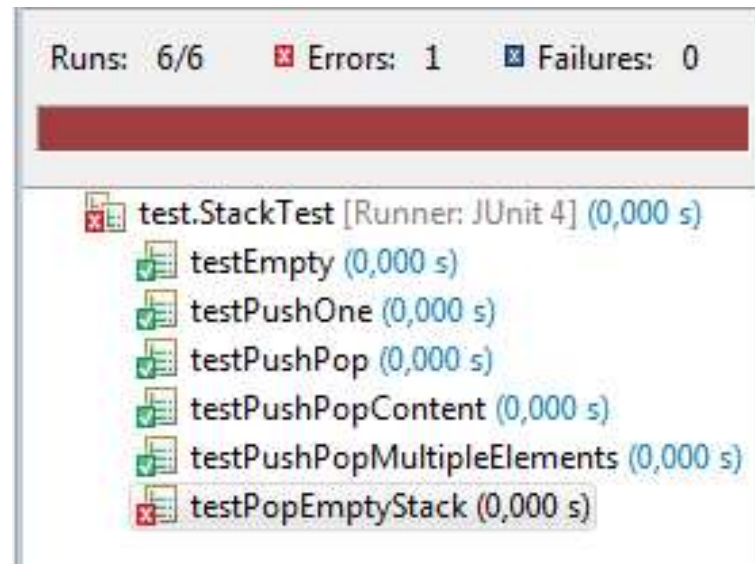 Runs: 6/6 Errors: 1 Failures: 0
test.StackTest [Runner: JUnit 4] (0,000 s)
testEmpty (0,000 s)
testPushOne (0,000 s)
testPushPop (0,000 s)
testPushPopContent (0,000 s)
testPushPopMultipleElements (0,000 s)
testPopEmptyStack (0,000 s)